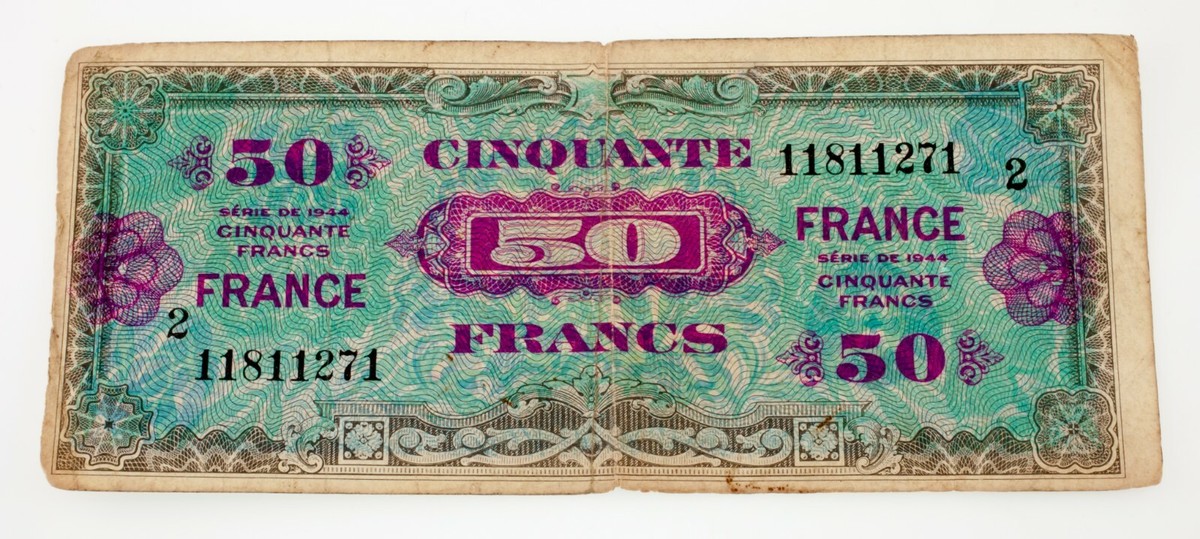 50
SÉRIE DE 1944
CINQUANTE
FRANCS
FRANCE
2
11811271
CINQUANTE
50
FRANCS
11811271
2
FRANCE
SÉRIE DE 1944
CINQUANTE
FRANCS
50